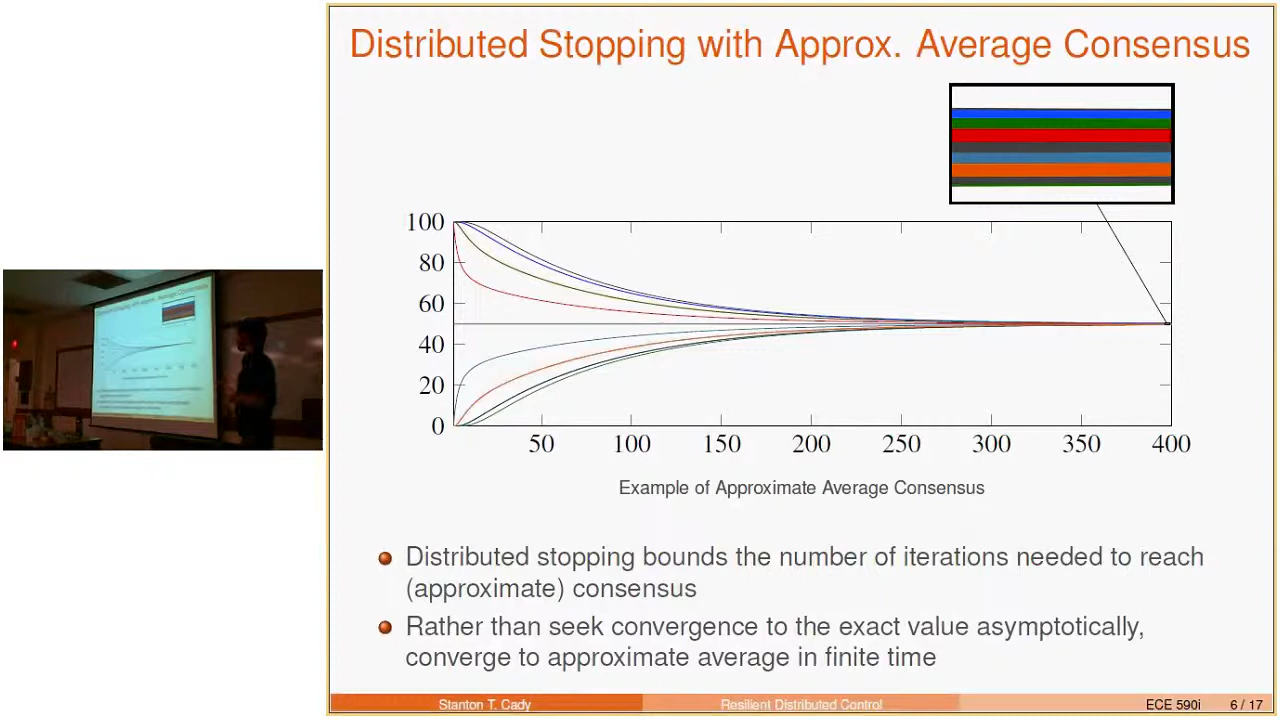 Distributed Stopping with Approx. Average Consensus
100
80
60
40
20
0
50 100 150 200 250 300 350 400
Example of Approximate Average Consensus
Distributed stopping bounds the number of iterations needed to reach
(approximate) consensus
Rather than seek convergence to the exact value asymptotically,
converge to approximate average in finite time
Stanton T. Cady Resilient Distributed Control ECE 590i 6 / 17